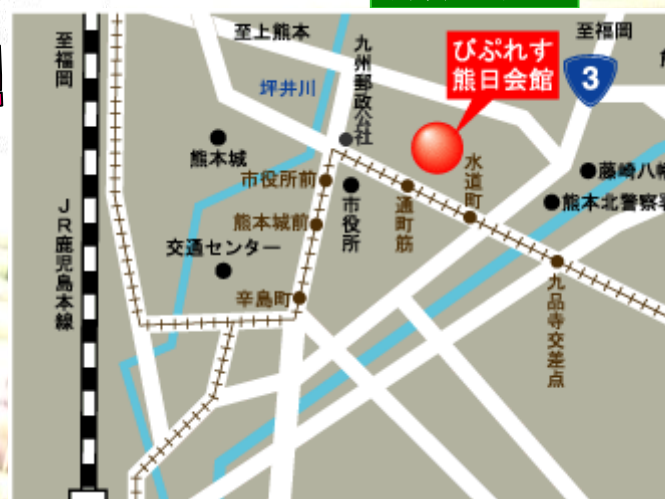 至上熊本
至福岡
至福岡
九州郵政公社
びぷれす
熊日会館
3
坪井川
熊本城
市役所前
水道町
藤崎八
熊本北警察
市役所
通町筋
熊本城前
交通センター
JR鹿児島本線
辛島町
九品寺交差点